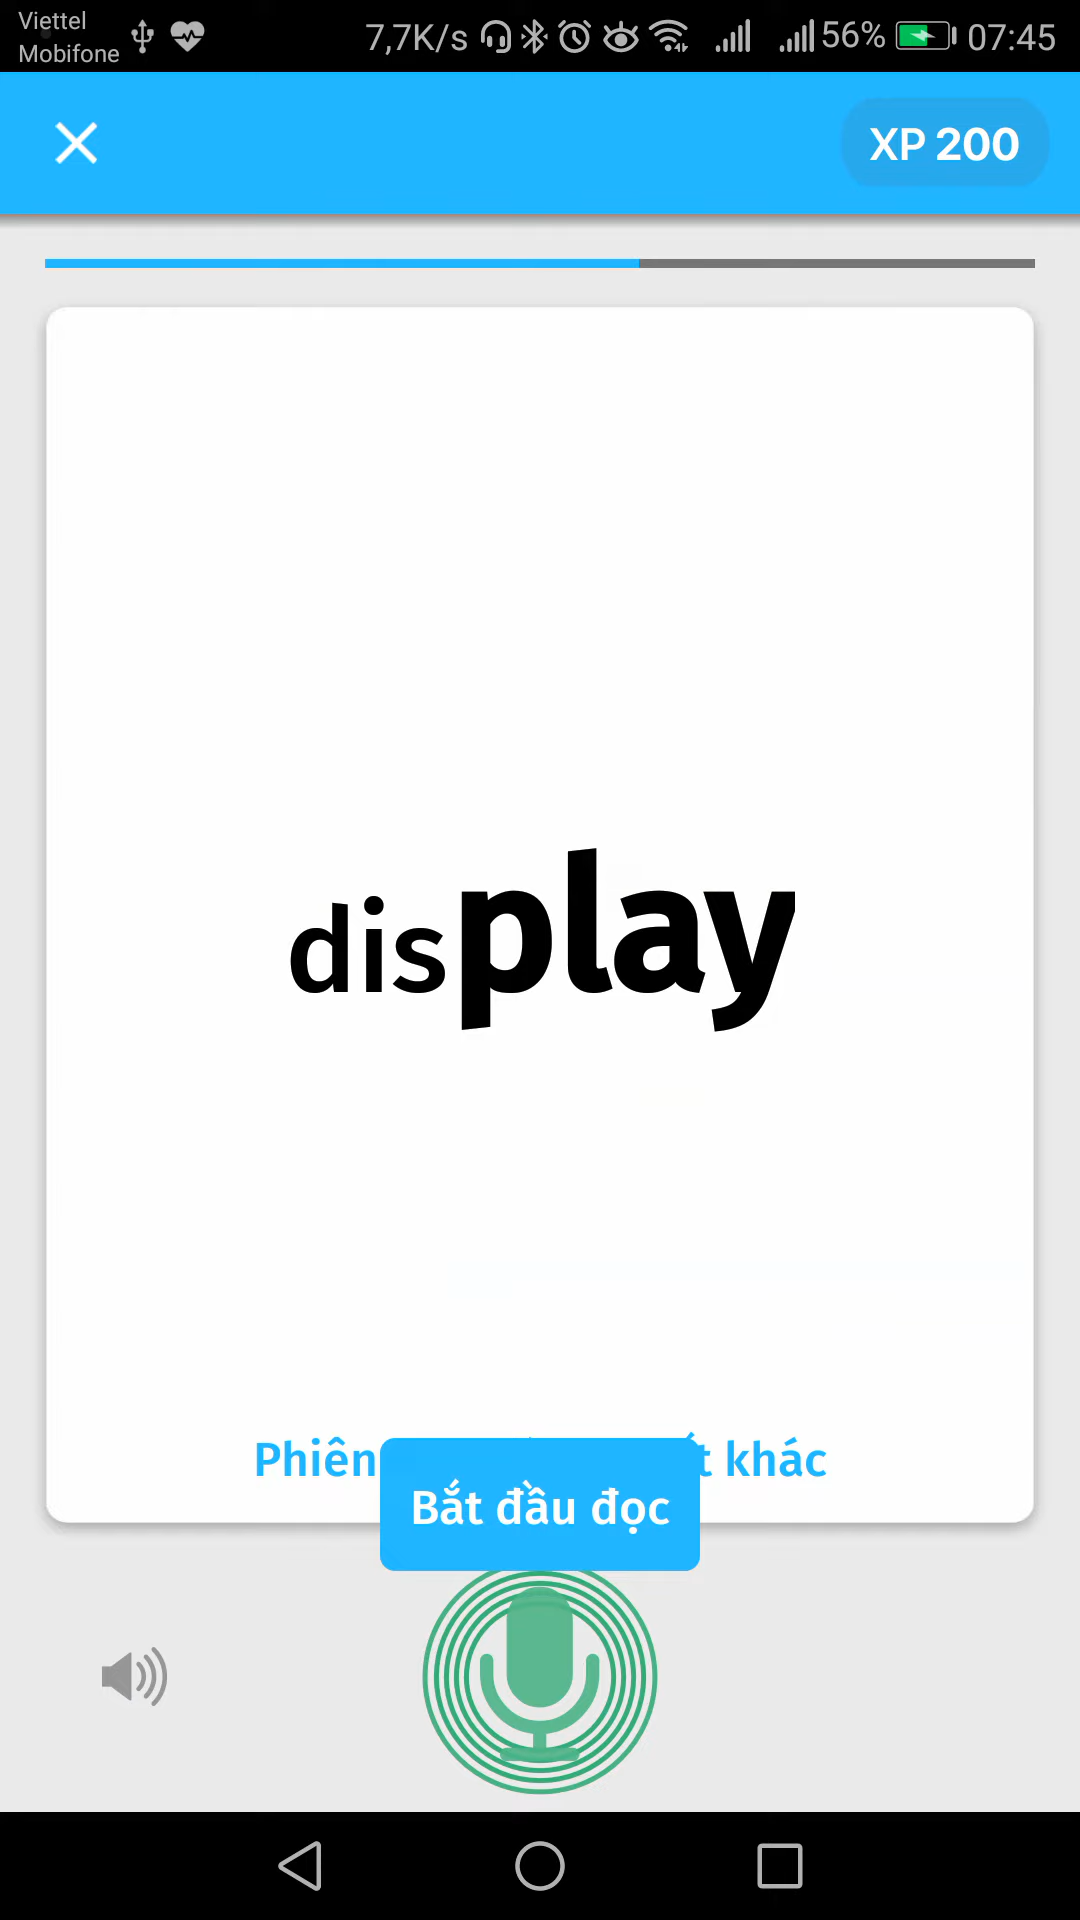 Viettel
Mobifone
7,7K/s
56%
07:45
XP 200
display
Phiên khác
Bắt đầu đọc